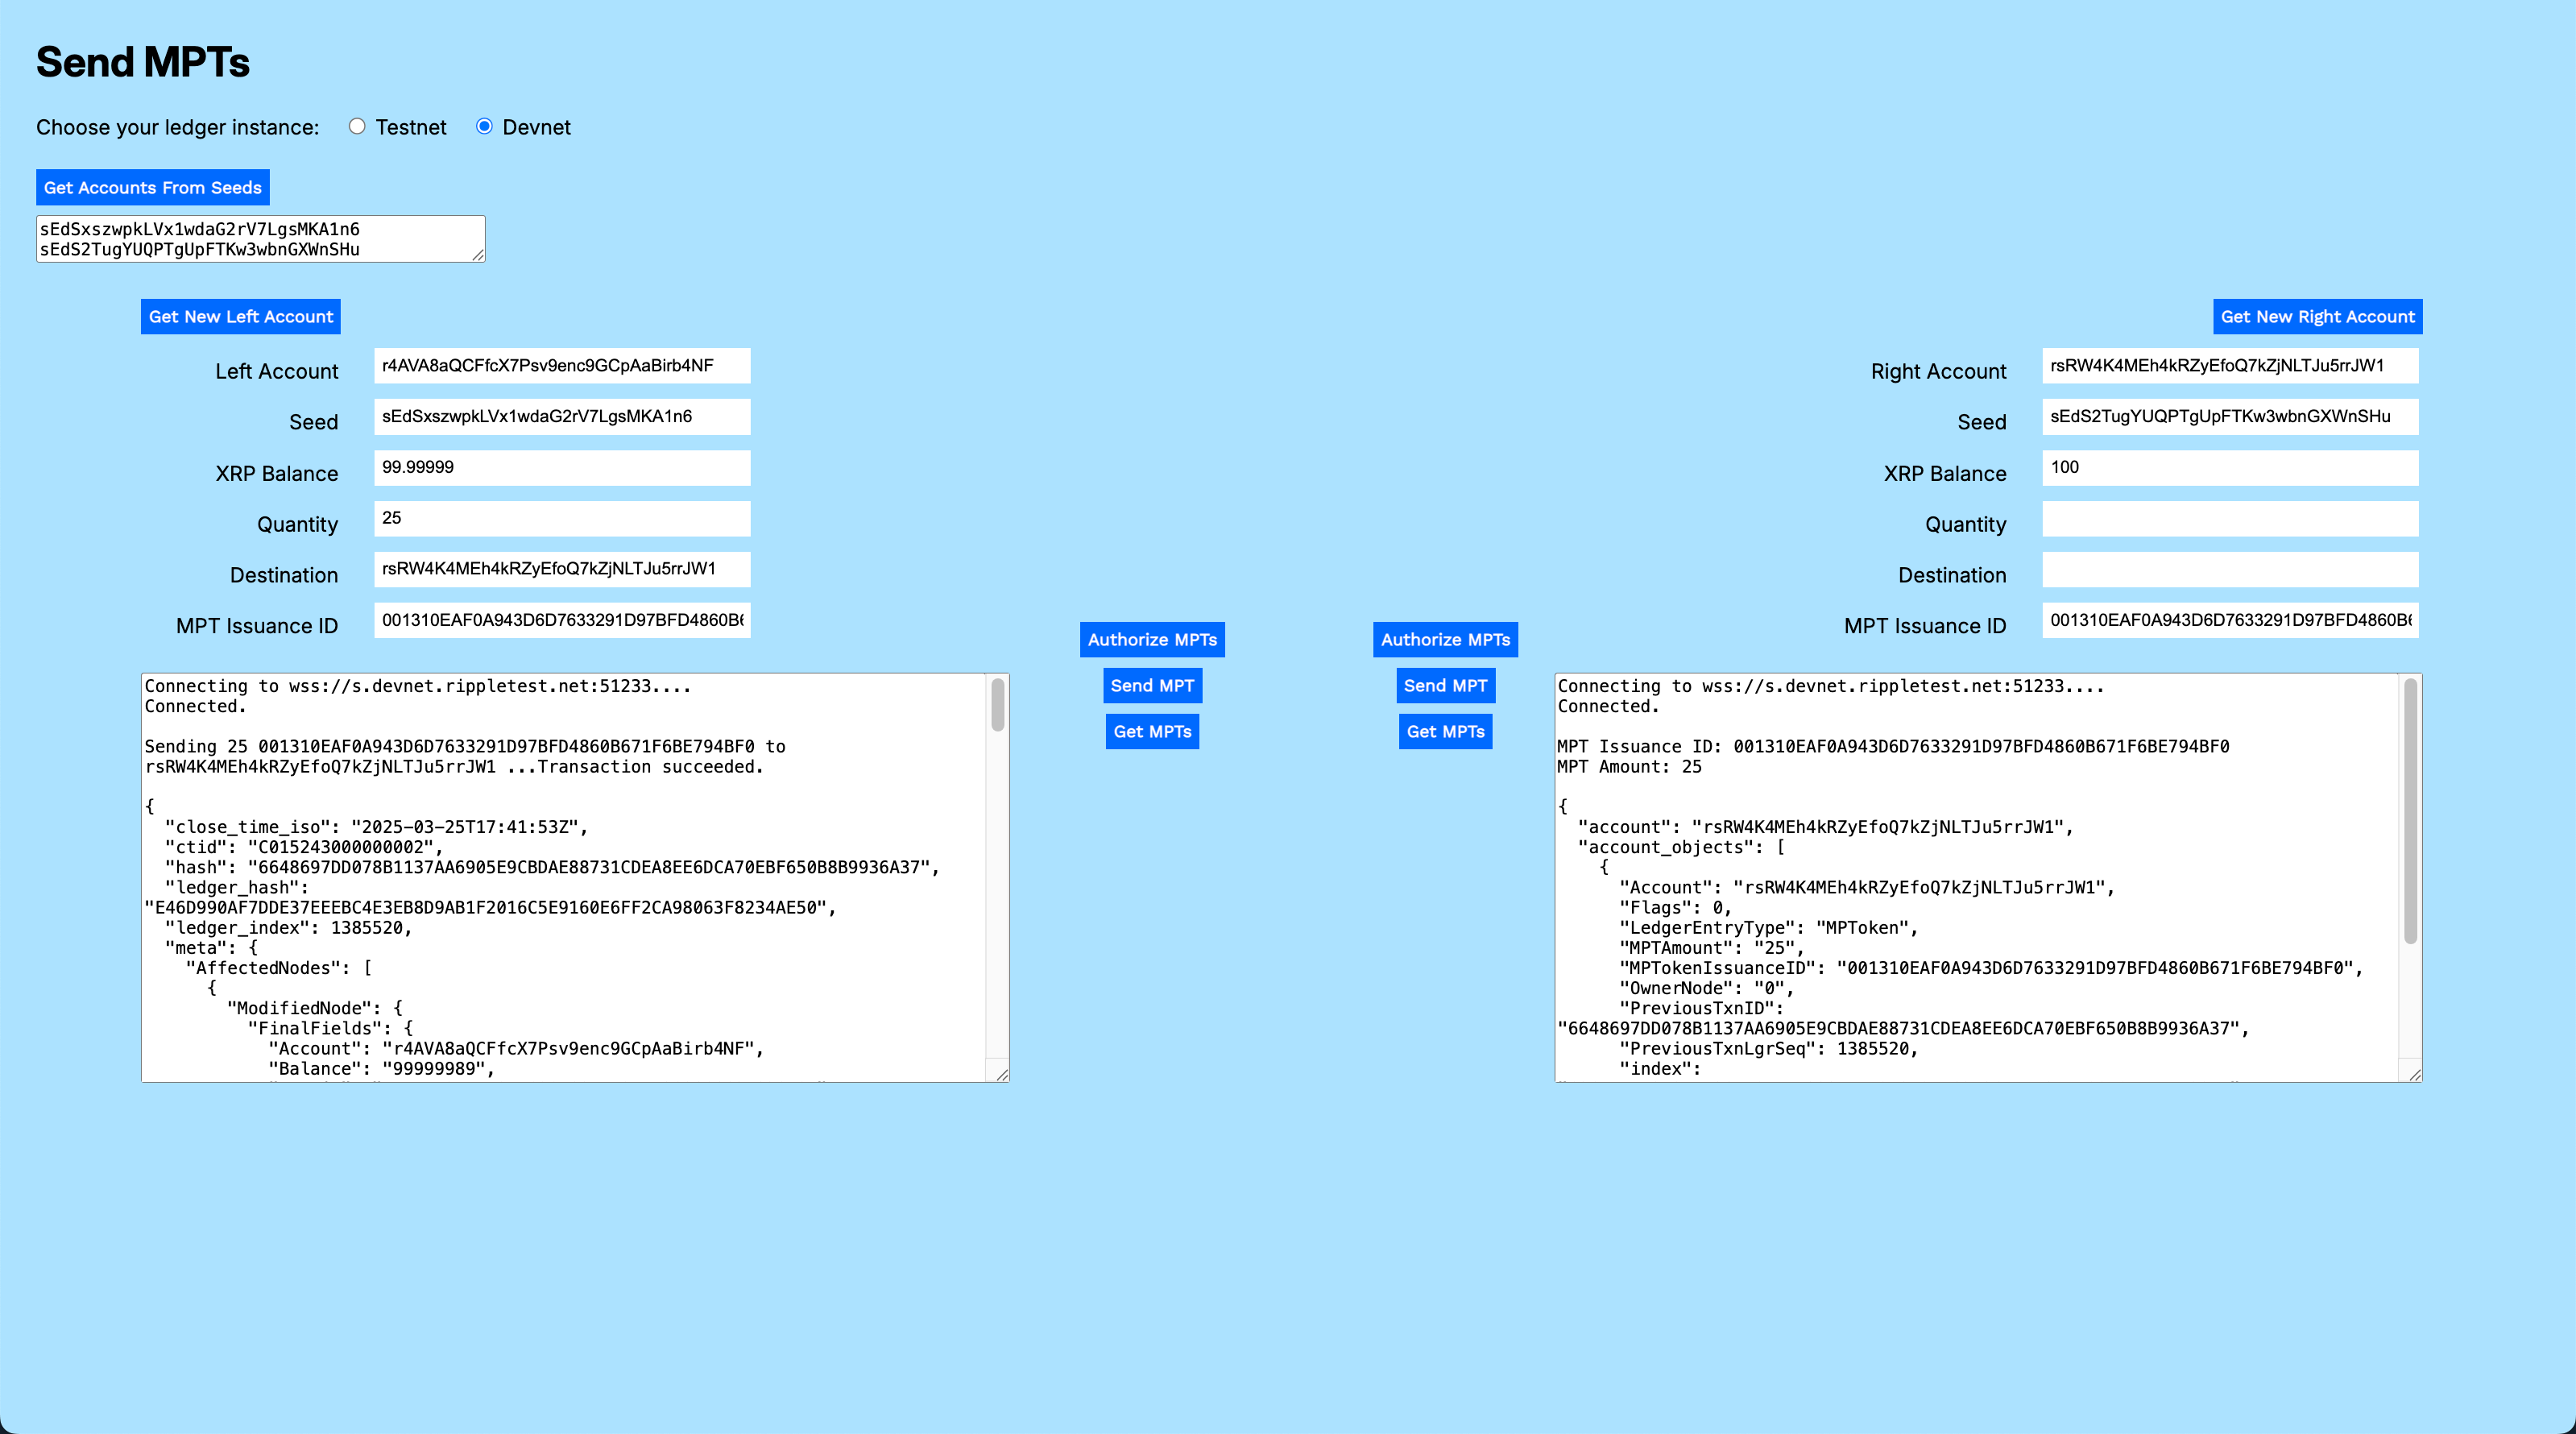 Send MPTs
Choose your ledger instance: Testnet Devnet
Get Accounts From Seeds
sEdSxszwpkLVx1wdaG2rV7LgsMKA1n6
sEdS2TugYUQPTgUpFTKw3wbnGXWnSHu
Get New Left Account
Left Account r4AVA8aQCFfcX7Psv9enc9GCpAaBirb4NF
Seed sEdSxszwpkLVx1wdaG2rV7LgsMKA1n6
XRP Balance 99.99999
Quantity 25
Destination rsRW4K4MEh4kRZyEfoQ7kZjNLTJu5rrJW1
MPT Issuance ID 001310EAF0A943D6D7633291D97BFD4860B6
Connecting to wss://s.devnet.rippletest.net:51233....
Connected.
Sending 25 001310EAF0A943D6D7633291D97BFD4860B671F6BE794BF0 to
rsRW4K4MEh4kRZyEfoQ7kZjNLTJu5rrJW1 ...Transaction succeeded.
{
"close_time_iso": "2025-03-25T17:41:53Z",
"ctid": "C015243000000002",
"hash": "6648697DD078B1137AA6905E9CBDAE88731CDEA8EE6DCA70EBF650B8B9936A37",
"ledger_hash":
"E46D990AF7DDE37EEEBC4E3EB8D9AB1F2016C5E9160E6FF2CA98063F8234AE50",
"ledger_index": 1385520,
"meta": {
"AffectedNodes": [
{
"ModifiedNode": {
"FinalFields": {
"Account": "r4AVA8aQCFfcX7Psv9enc9GCpAaBirb4NF",
"Balance": "99999989",
Authorize MPTs
Send MPT
Get MPTs
Authorize MPTs
Send MPT
Get MPTs
Get New Right Account
Right Account rsRW4K4MEh4kRZyEfoQ7kZjNLTJu5rrJW1
Seed sEdS2TugYUQPTgUpFTKw3wbnGXWnSHu
XRP Balance 100
Quantity
Destination
MPT Issuance ID 001310EAF0A943D6D7633291D97BFD4860B6
Connecting to wss://s.devnet.rippletest.net:51233....
Connected.
MPT Issuance ID: 001310EAF0A943D6D7633291D97BFD4860B671F6BE794BF0
MPT Amount: 25
{
"account": "rsRW4K4MEh4kRZyEfoQ7kZjNLTJu5rrJW1",
"account_objects": [
{
"Account": "rsRW4K4MEh4kRZyEfoQ7kZjNLTJu5rrJW1",
"Flags": 0,
"LedgerEntryType": "MPToken",
"MPTAmount": "25",
"MPTokenIssuanceID": "001310EAF0A943D6D7633291D97BFD4860B671F6BE794BF0",
"OwnerNode": "0",
"PreviousTxnID":
"6648697DD078B1137AA6905E9CBDAE88731CDEA8EE6DCA70EBF650B8B9936A37",
"PreviousTxnLgrSeq": 1385520,
"index":